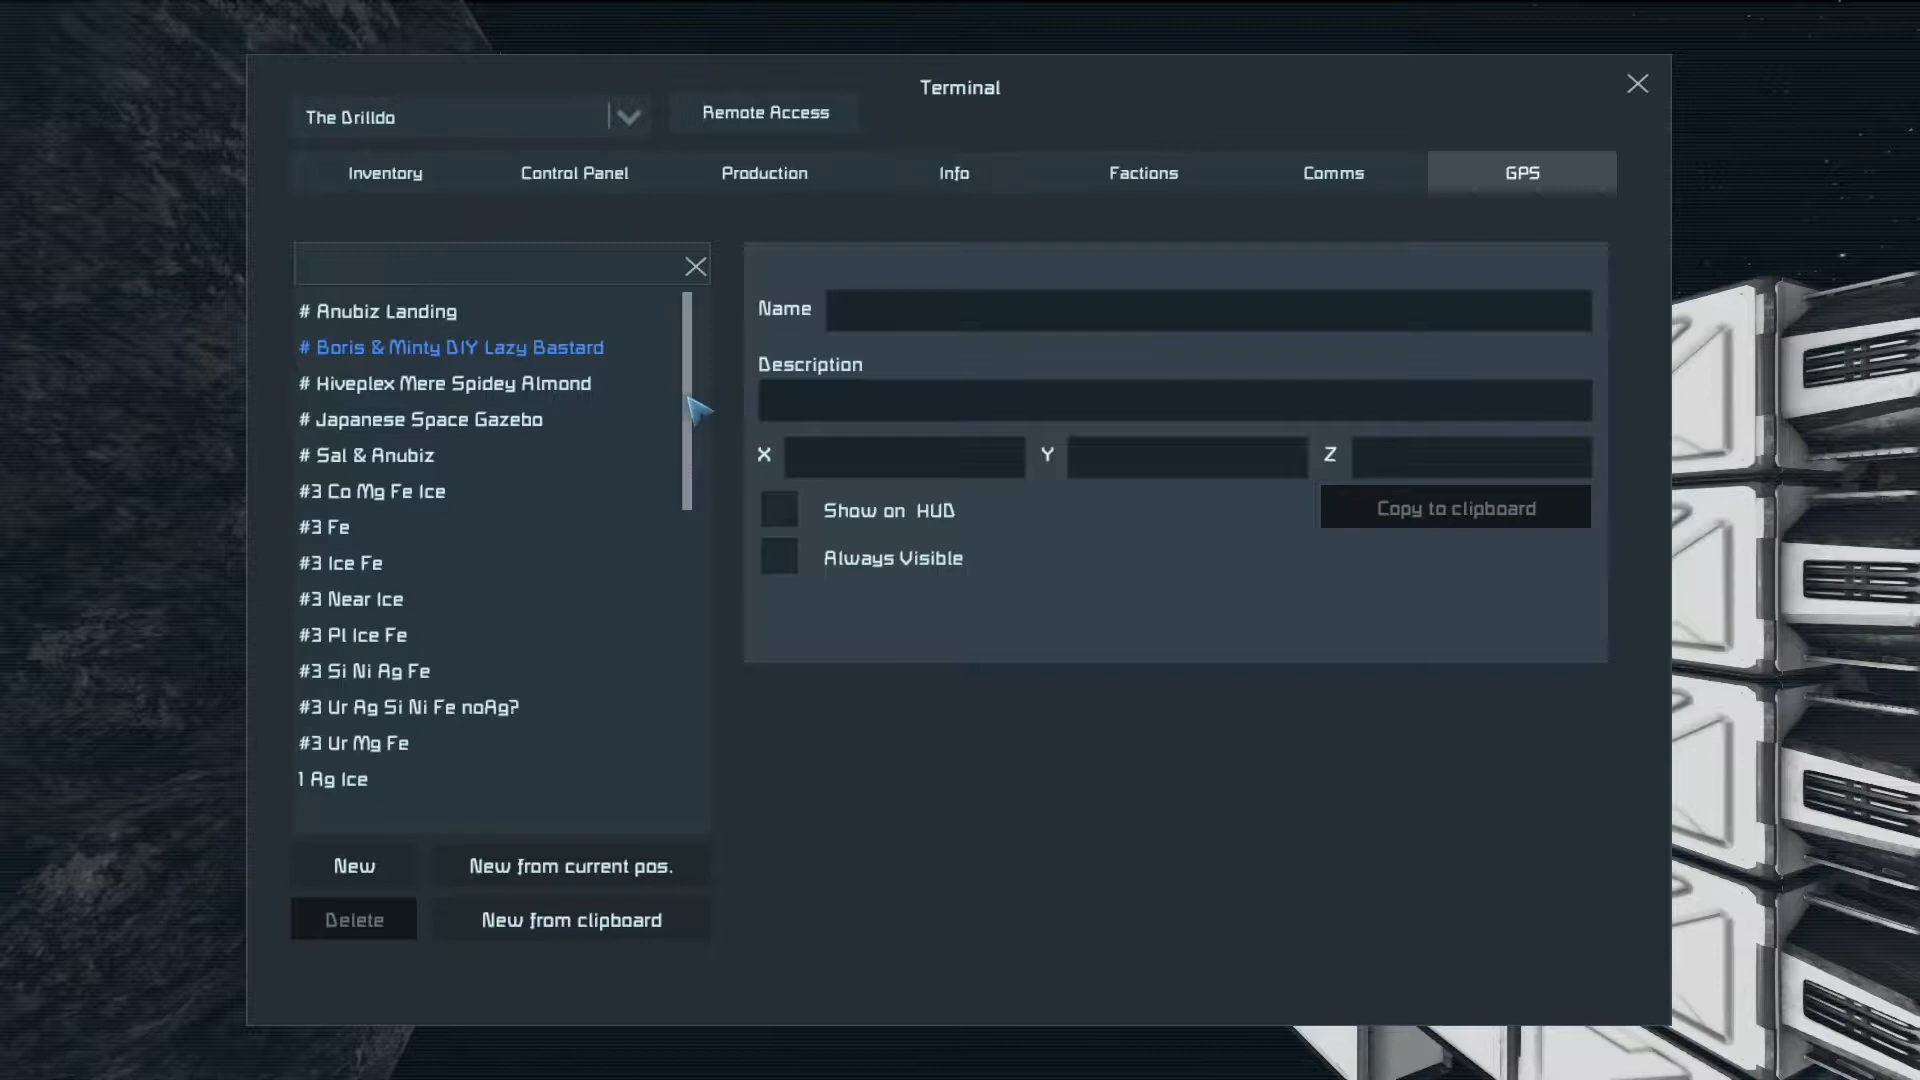 Terminal
The Drilldo
Remote Access
Inventory
Control Panel
Production
Info
Factions
Comms
GPS
# Anubiz Landing
# Boris & Minty DIY Lazy Bastard
# Hiveplex Mere Spidey Almond
# Japanese Space Gazebo
# Sal & Anubiz
#3 Co Mg Fe Ice
#3 Fe
#3 Ice Fe
#3 Near Ice
#3 Pl Ice Fe
#3 Si Ni Ag Fe
#3 Ur Ag Si Ni Fe noAg?
#3 Ur Mg Fe
1 Ag Ice
New
New from current pos.
Delete
New from clipboard
Name
Description
X
Y
Z
Show on HUD
Copy to clipboard
Always Visible